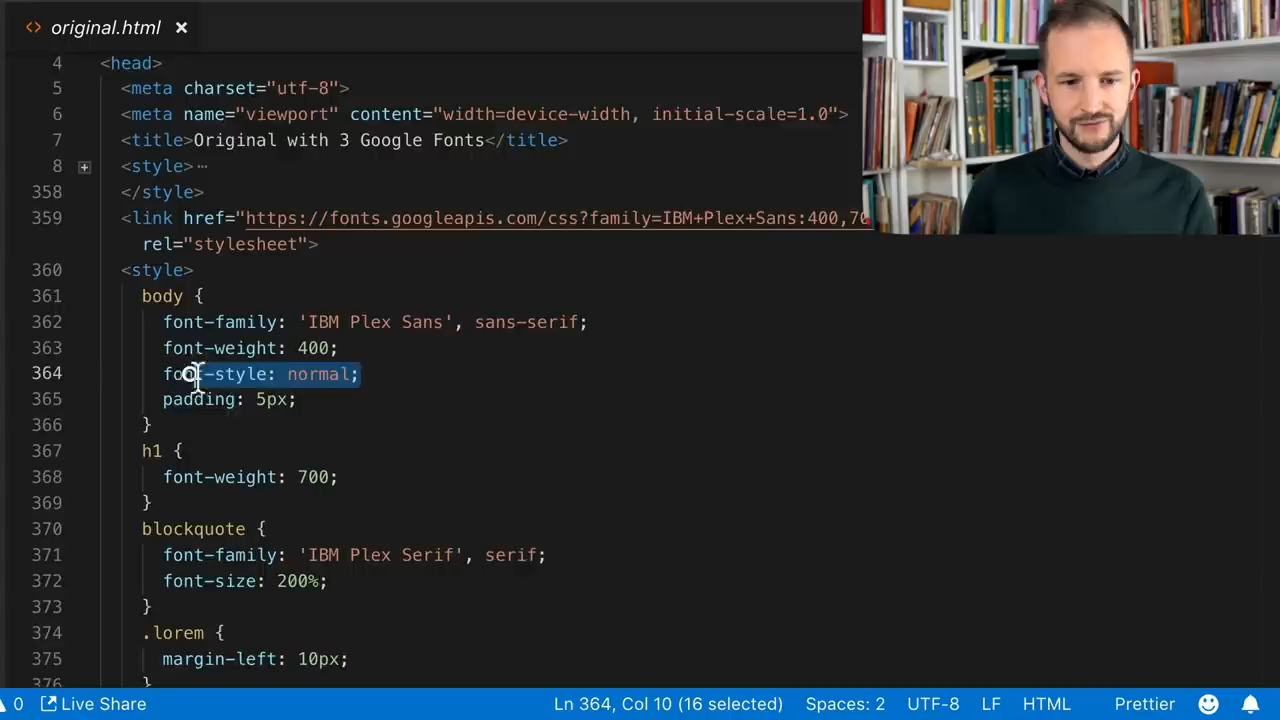 original.html
4 <head>
5 <meta charset="utf-8">
6 <meta name="viewport" content="width=device-width, initial-scale=1.0">
7 <title>Original with 3 Google Fonts</title>
8 <style>⋯
358 </style>
359 <link href="https://fonts.googleapis.com/css?family=IBM+Plex+Sans:400,70
rel="stylesheet">
360 <style>
361 body {
362 font-family: 'IBM Plex Sans', sans-serif;
363 font-weight: 400;
364 font-style: normal;
365 padding: 5px;
366 }
367 h1 {
368 font-weight: 700;
369 }
370 blockquote {
371 font-family: 'IBM Plex Serif', serif;
372 font-size: 200%;
373 }
374 .lorem {
375 margin-left: 10px;
376 }
0 Live Share Ln 364, Col 10 (16 selected) Spaces: 2 UTF-8 LF HTML Prettier